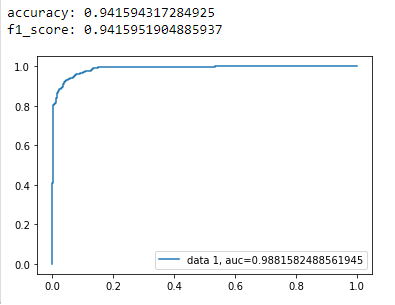 accuracy: 0.941594317284925
f1_score: 0.9415951904885937
1.0
0.8
0.6
0.4
0.2
0.0
data 1, auc=0.9881582488561945
0.0 0.2 0.4 0.6 0.8 1.0